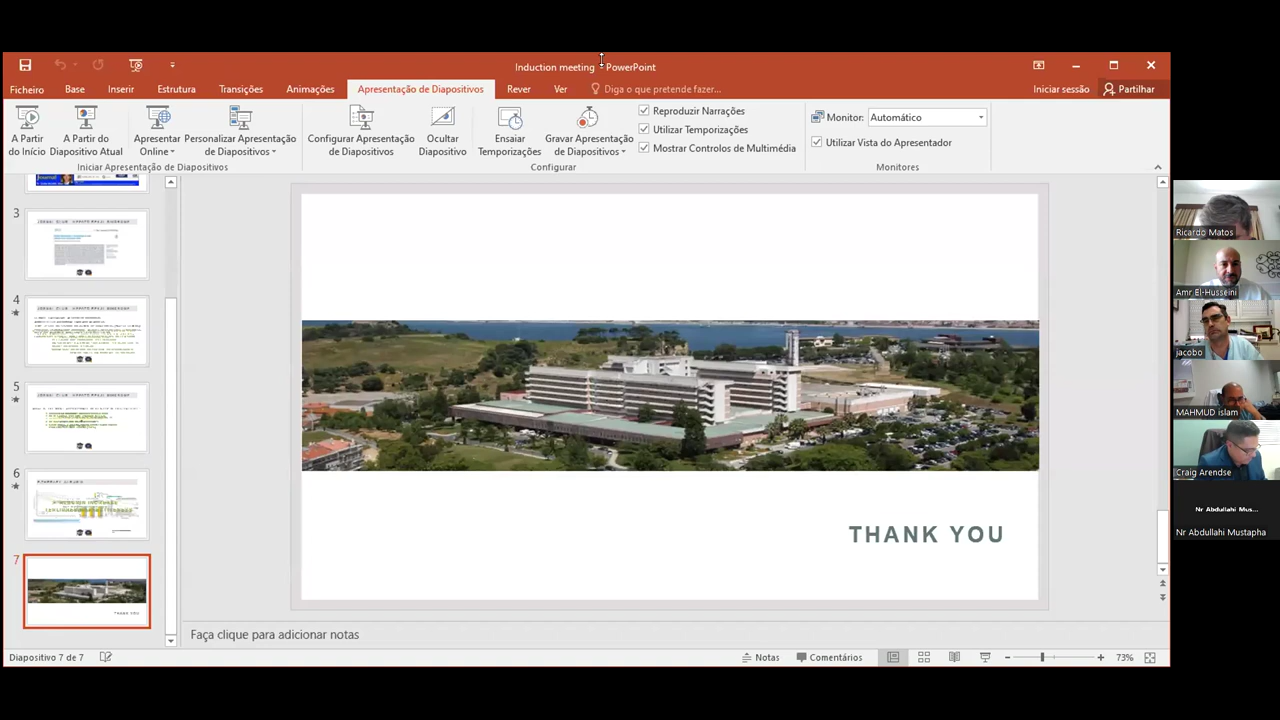 Induction meeting - PowerPoint
Ficheiro
Base
Inserir
Estrutura
Transições
Animações
Apresentação de Diapositivos
Rever
Ver
Diga o que pretende fazer...
Iniciar sessão
Partilhar
A Partir
do Início
A Partir do
Diapositivo Atual
Apresentar
Online
Personalizar Apresentação
de Diapositivos
Iniciar Apresentação de Diapositivos
Configurar Apresentação
de Diapositivos
Ocultar
Diapositivo
Ensaiar
Temporizações
Gravar Apresentação
de Diapositivos
Reproduzir Narrações
Utilizar Temporizações
Mostrar Controlos de Multimédia
Configurar
Monitor:
Automático
Utilizar Vista do Apresentador
Monitores
3
4
5
6
7
THANK YOU
THANK YOU
Faça clique para adicionar notas
Diapositivo 7 de 7
Notas
Comentários
73%
Ricardo Matos
Amr El-Husseini
jacobo
MAHMUD islam
Craig Arendse
Nr Abdullahi Mus...
Nr Abdullahi Mustapha